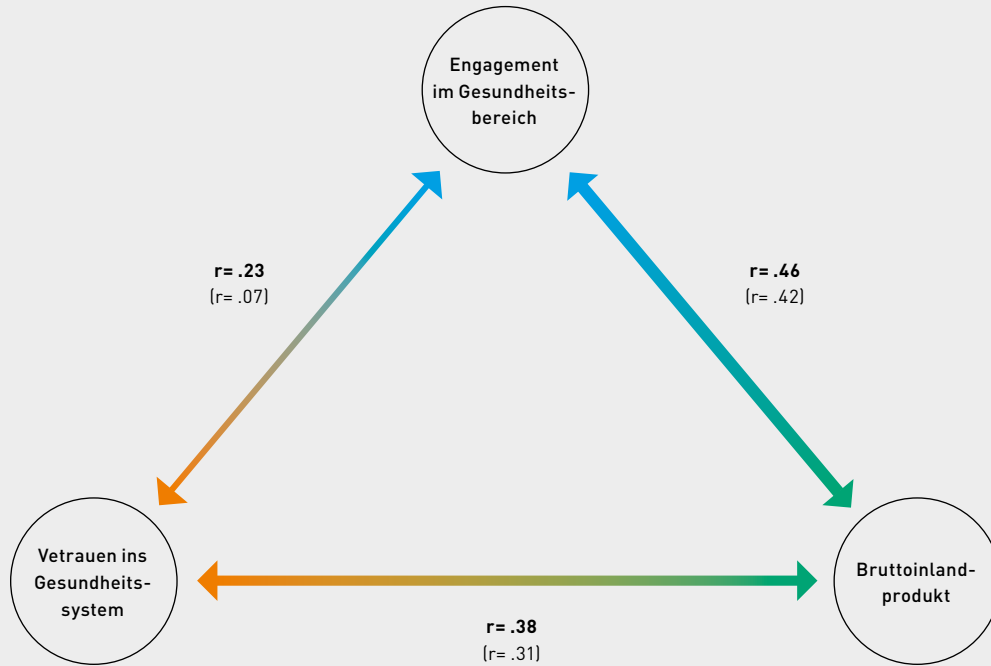 Engagement
im Gesundheits-
bereich
r= .23
(r= .07)
r= .46
(r= .42)
Vetrauen ins
Gesundheits-
system
Bruttoinland-
produkt
r= .38
(r= .31)